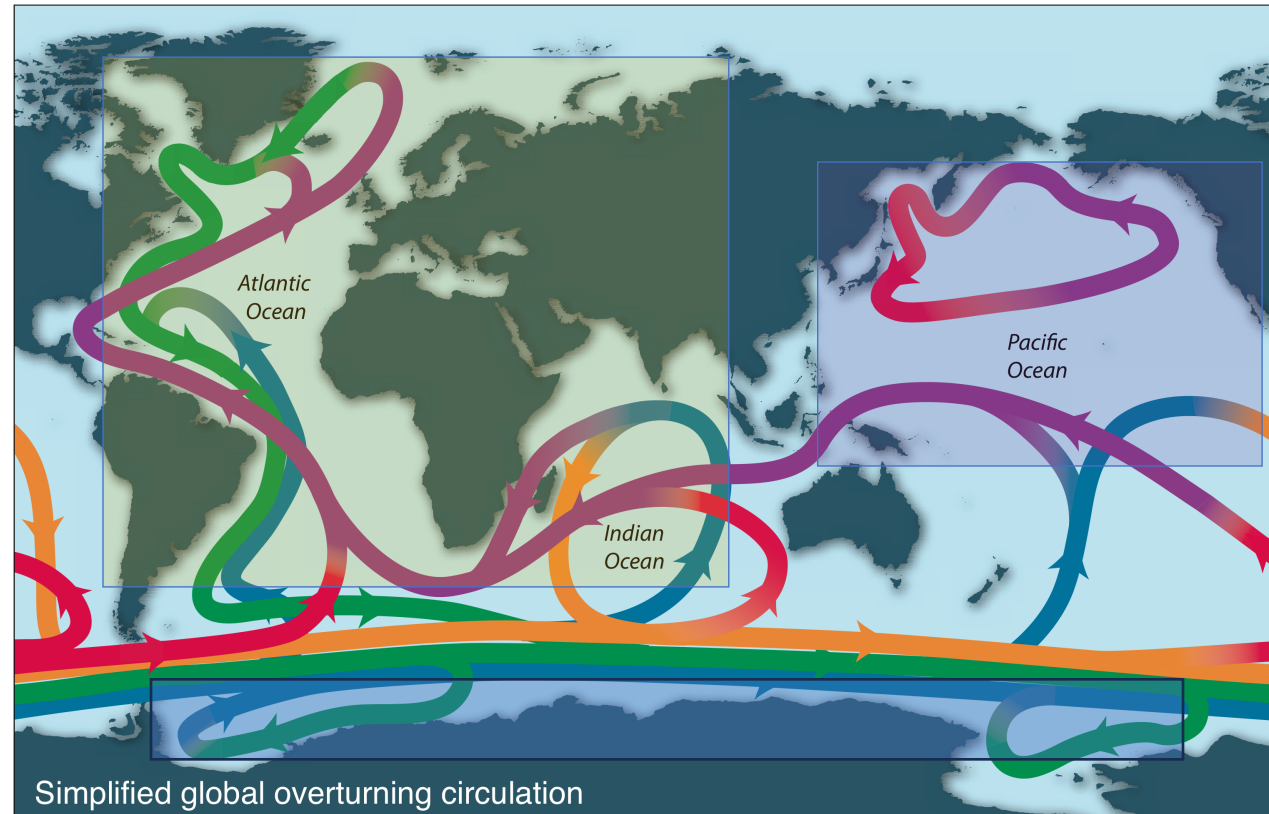 Atlantic
Ocean
Pacific
Ocean
Indian
Ocean
Simplified global overturning circulation